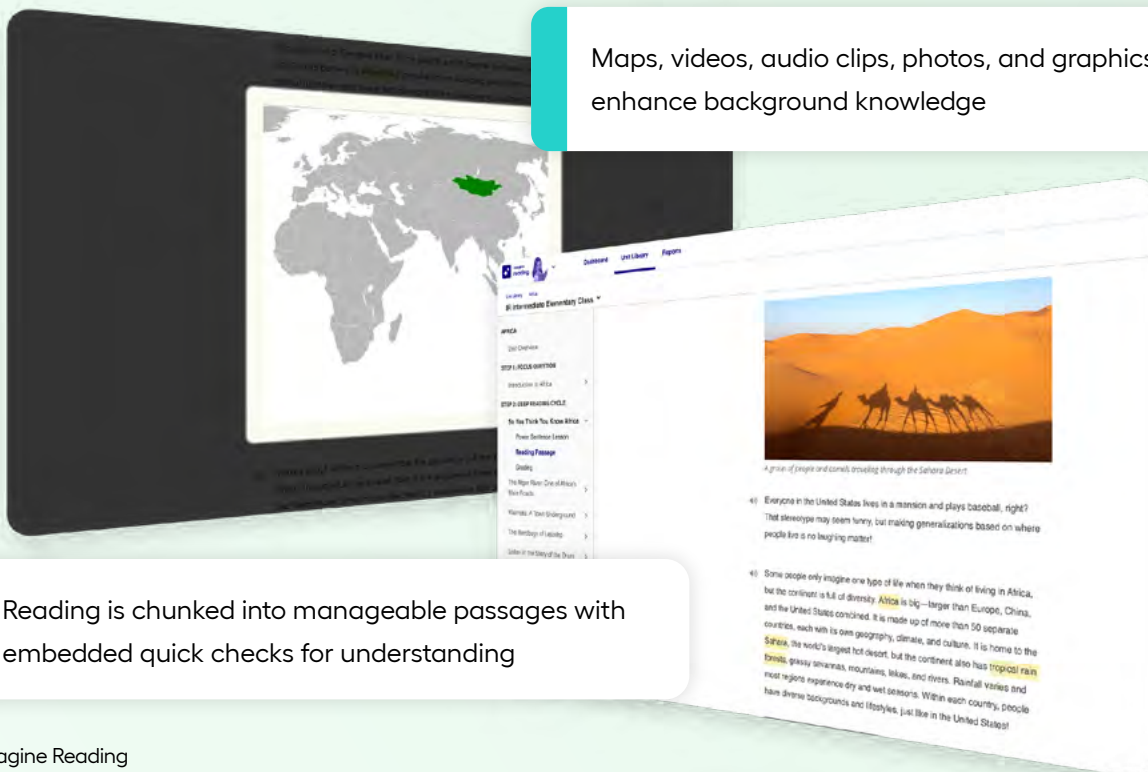 Maps, videos, audio clips, photos, and graphics
enhance background knowledge
reading
Dashboard Unit Library Reports
IR Intermediate Elementary Class
AFRICA
Unit Overview
STEP 1: FOCUS QUESTION
Introduction to Africa
STEP 2: DEEP READING CYCLE
So You Think You Know Africa
Power Sentence Lesson
Reading Passage
Grading
The Niger River: One of Africa's
Main Roads
The Heritage of
A group of people and camels traveling through the Sahara Desert
Everyone in the United States lives in a mansion and plays baseball, right?
That stereotype may seem funny, but making generalizations based on where
people live is no laughing matter!
Some people only imagine one type of life when they think of living in Africa,
but the continent is full of diversity. Africa is big—larger than Europe, China,
and the United States combined. It is made up of more than 50 separate
countries, each with its own geography, climate, and culture. It is home to the
Sahara, the world's largest hot desert, but the continent also has tropical rain
forests, grassy savannas, mountains, lakes, and rivers. Rainfall varies and
most regions experience dry and wet seasons. Within each country, people
have diverse backgrounds and lifestyles, just like in the United States!
Reading is chunked into manageable passages with
embedded quick checks for understanding
agine Reading